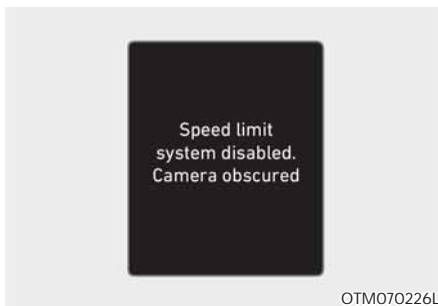 Speed limit
system disabled.
Camera obscured
OTM070226L